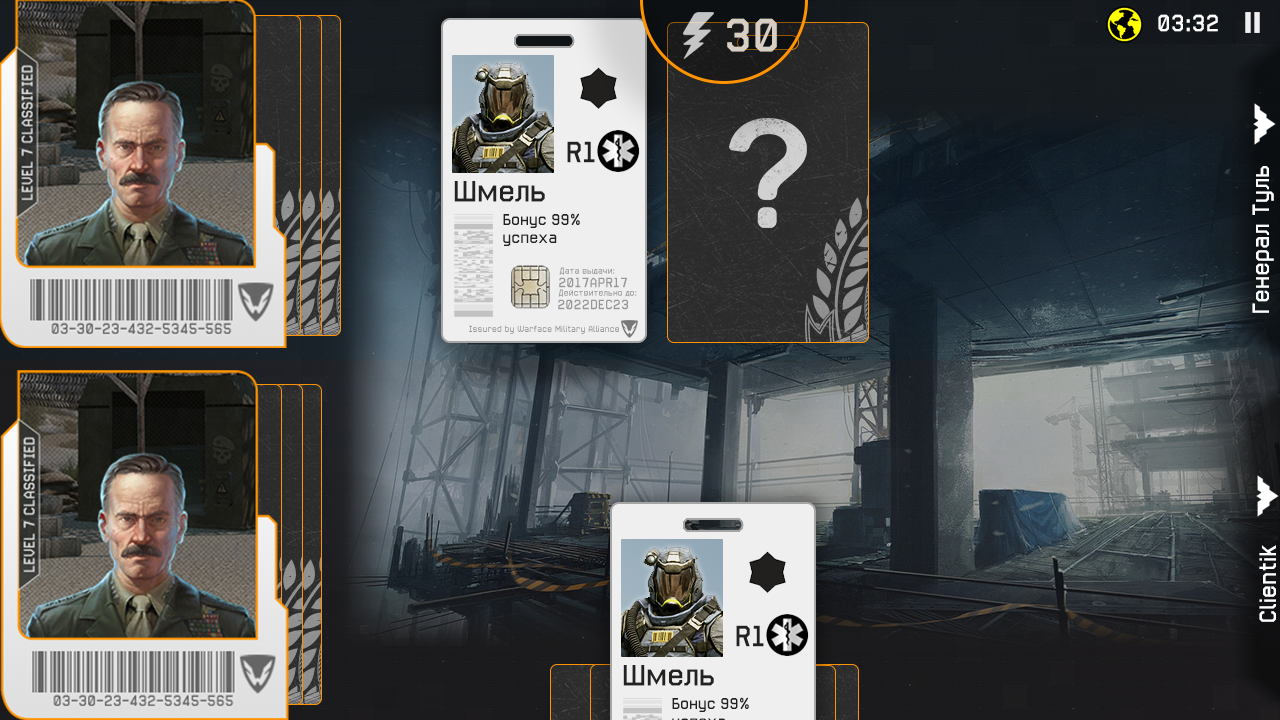 30
03:32
LEVEL 7 CLASSIFIED
03-30-23-432-5345-565
R1
Шмель
Бонус 99%
успеха
Дата выдачи:
2017APR17
Действительно до:
2022DEC23
Issured by Warface Military Alliance
?
Генерал Туль
LEVEL 7 CLASSIFIED
03-30-23-432-5345-565
R1
Шмель
Бонус 99%
успеха
Clientik